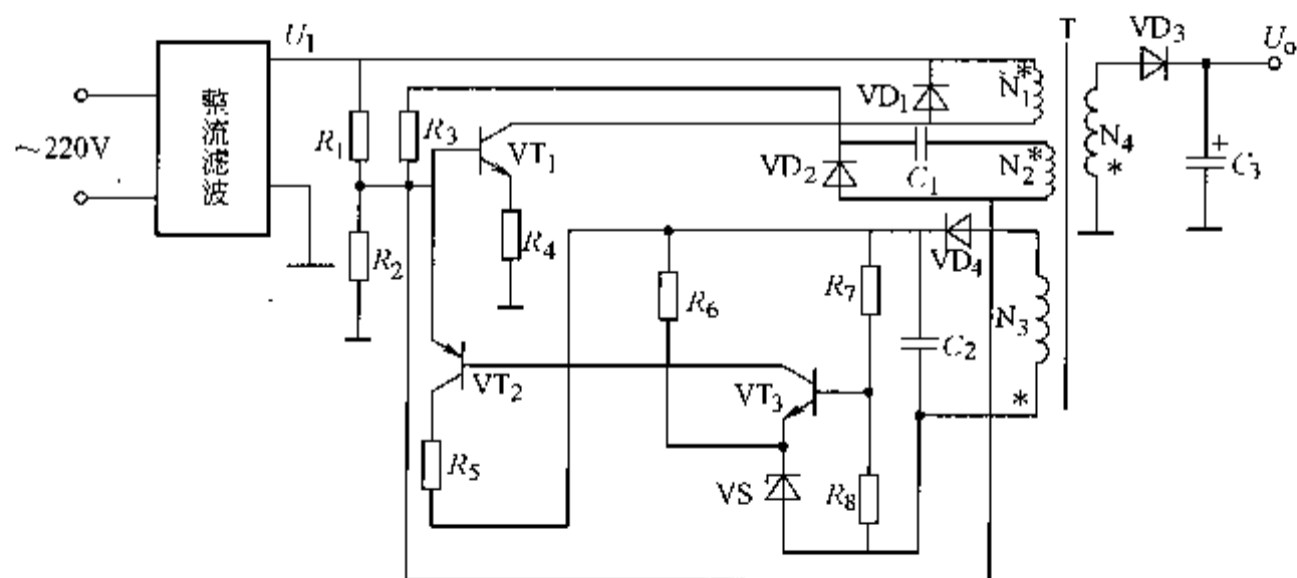 U₁
T
VD₃
Uₒ
整流滤波
~220V
R₁
R₃
VT₁
VD₁
N₁
*
VD₂
C₁
N₂
*
N₄
*
+
C₃
R₂
R₄
VD₄
R₆
R₇
C₂
N₃
*
VT₂
VT₃
R₅
VS
R₈